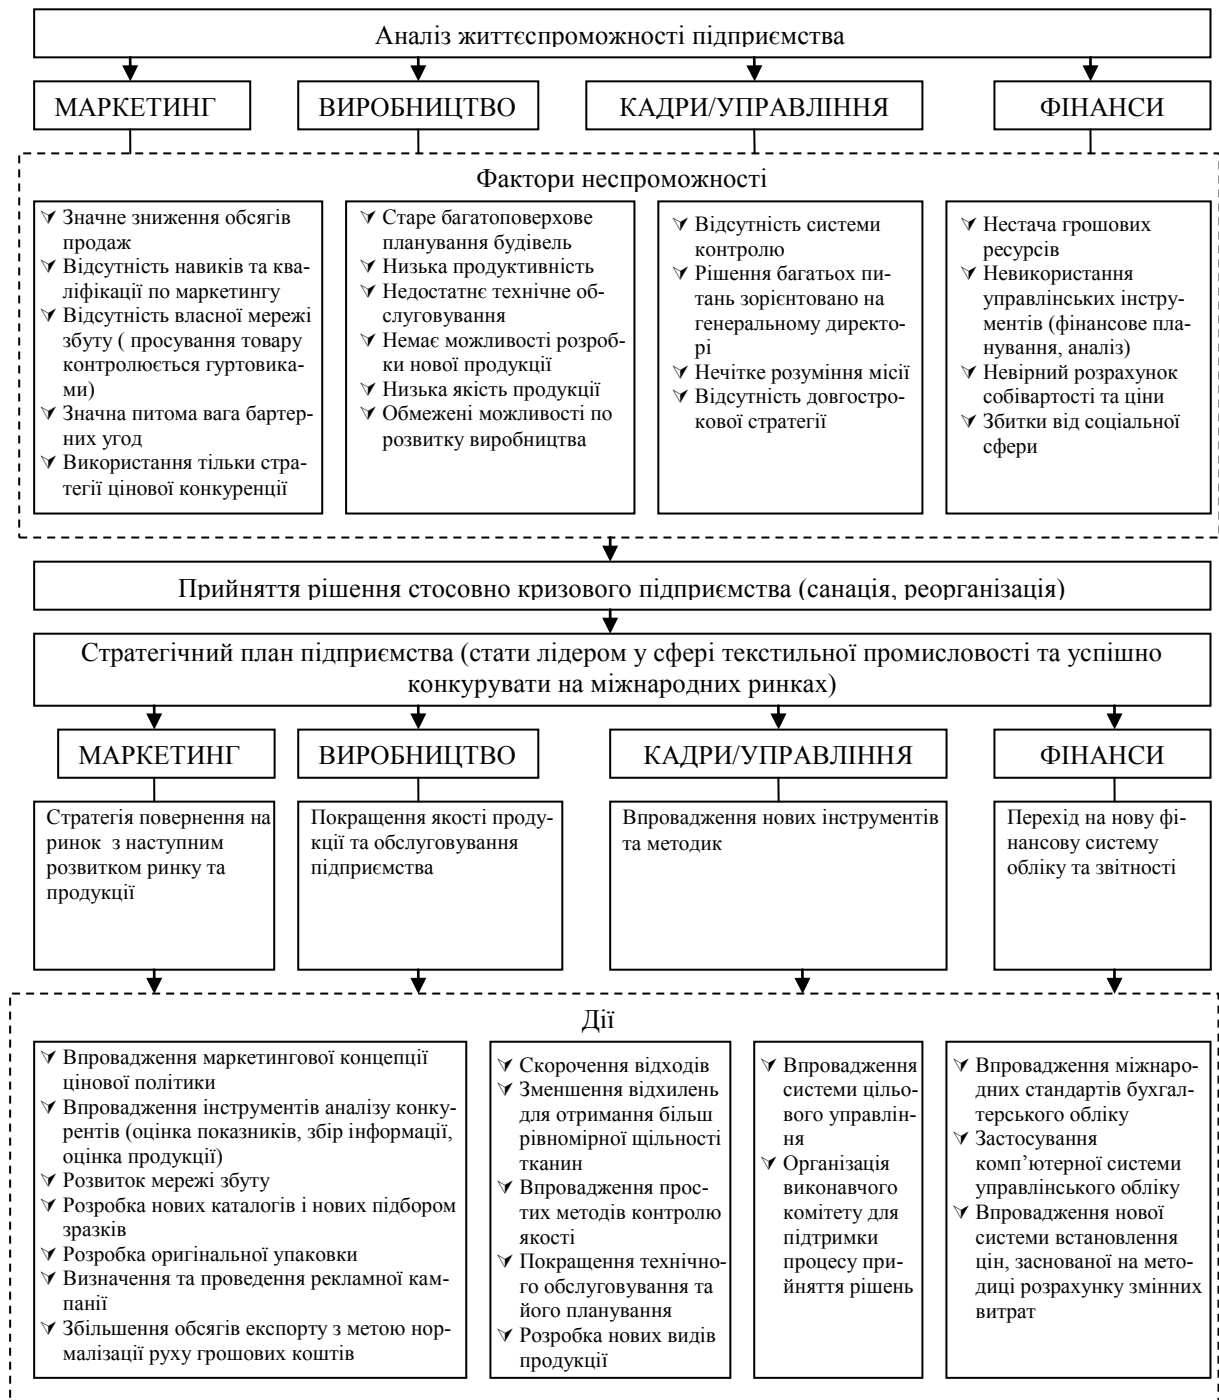 Аналіз життєспроможності підприємства
МАРКЕТИНГ
ВИРОБНИЦТВО
КАДРИ/УПРАВЛІННЯ
ФІНАНСИ
Фактори неспроможності
Значне зниження обсягів
продаж
Відсутність навиків та ква-
ліфікації по маркетингу
Відсутність власної мережі
збуту ( просування товару
контролюється гуртовика-
ми)
Значна питома вага бартер-
них угод
Використання тільки стра-
тегії цінової конкуренції
Старе багатоповерхове
планування будівель
Низька продуктивність
Недостатнє технічне об-
слуговування
Немає можливості розроб-
ки нової продукції
Низька якість продукції
Обмежені можливості по
розвитку виробництва
Відсутність системи
контролю
Рішення багатьох пи-
тань зорієнтовано на
генеральному директо-
рі
Нечітке розуміння місії
Відсутність довгостро-
кової стратегії
Нестача грошових
ресурсів
Невикористання
управлінських інстру-
ментів (фінансове пла-
нування, аналіз)
Невірний розрахунок
собівартості та ціни
Збитки від соціальної
сфери
Прийняття рішення стосовно кризового підприємства (санація, реорганізація)
Стратегічний план підприємства (стати лідером у сфері текстильної промисловості та успішно
конкурувати на міжнародних ринках)
МАРКЕТИНГ
ВИРОБНИЦТВО
КАДРИ/УПРАВЛІННЯ
ФІНАНСИ
Стратегія повернення на
ринок з наступним
розвитком ринку та
продукції
Покращення якості проду-
кції та обслуговування
підприємства
Впровадження нових інструментів
та методик
Перехід на нову фі-
нансову систему
обліку та звітності
Дії
Впровадження маркетингової концепції
цінової політики
Впровадження інструментів аналізу конку-
рентів (оцінка показників, збір інформації,
оцінка продукції)
Розвиток мережі збуту
Розробка нових каталогів і нових підбором
зразків
Розробка оригінальної упаковки
Визначення та проведення рекламної кам-
панії
Збільшення обсягів експорту з метою нор-
малізації руху грошових коштів
Скорочення відходів
Зменшення відхилень
для отримання більш
рівномірної щільності
тканин
Впровадження прос-
тих методів контролю
якості
Покращення технічно-
го обслуговування та
його планування
Розробка нових видів
продукції
Впровадження
системи цільо-
вого управлін-
ня
Організація
виконавчого
комітету для
підтримки
процесу при-
йняття рішень
Впровадження міжнаро-
дних стандартів бухгал-
терського обліку
Застосування
комп’ютерної системи
управлінського обліку
Впровадження нової
системи встановлення
цін, заснованої на мето-
диці розрахунку змінних
витрат